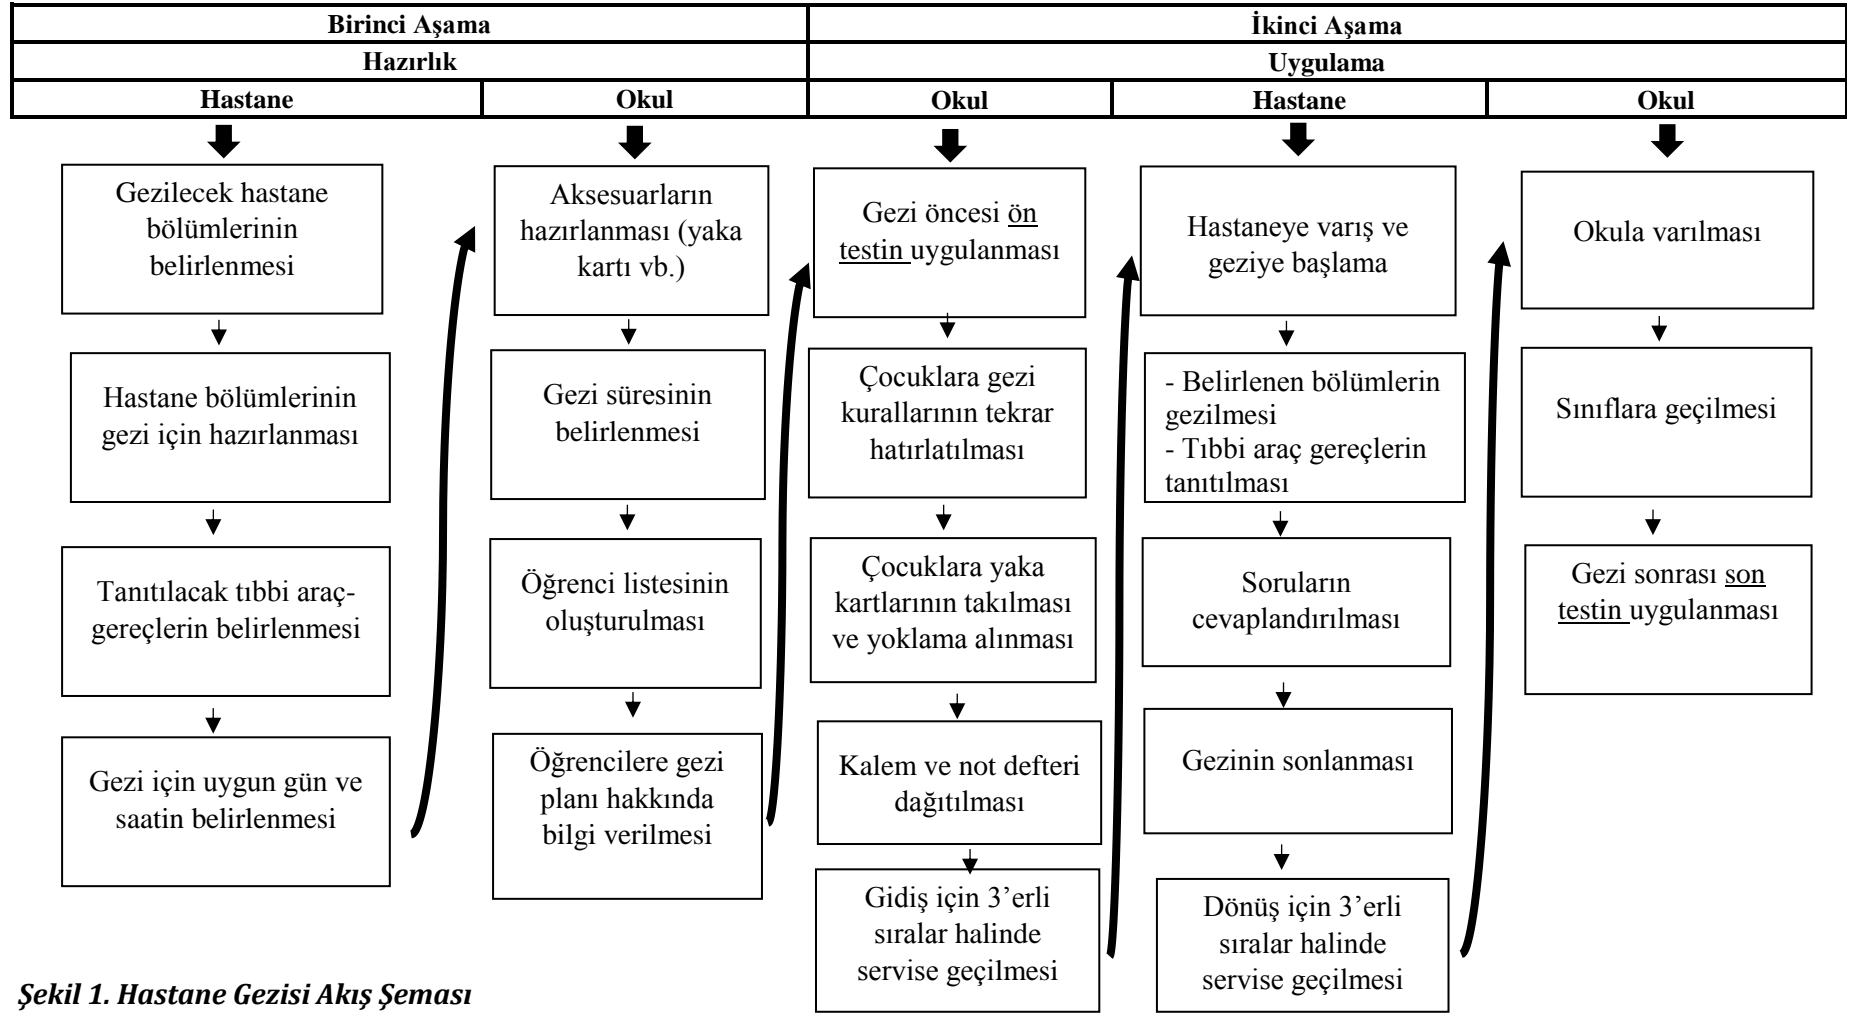 Birinci Aşama
İkinci Aşama
Hazırlık
Uygulama
Hastane
Okul
Okul
Hastane
Okul
Gezilecek hastane
bölümlerinin
belirlenmesi
Hastane bölümlerinin
gezi için hazırlanması
Tanıtılacak tıbbi araç-
gereçlerin belirlenmesi
Gezi için uygun gün ve
saatin belirlenmesi
Aksesuarların
hazırlanması (yaka
kartı vb.)
Gezi süresinin
belirlenmesi
Öğrenci listesinin
oluşturulması
Öğrencilere gezi
planı hakkında
bilgi verilmesi
Gezi öncesi ön
testin uygulanması
Çocuklara gezi
kurallarının tekrar
hatırlatılması
Çocuklara yaka
kartlarının takılması
ve yoklama alınması
Kalem ve not defteri
dağıtılması
Gidiş için 3’erli
sıralar halinde
servise geçilmesi
Hastaneye varış ve
geziye başlama
- Belirlenen bölümlerin
gezilmesi
- Tıbbi araç gereçlerin
tanıtılması
Soruların
cevaplandırılması
Gezinin sonlanması
Dönüş için 3’erli
sıralar halinde
servise geçilmesi
Okula varılması
Sınıflara geçilmesi
Gezi sonrası son
testin uygulanması
Şekil 1. Hastane Gezisi Akış Şeması